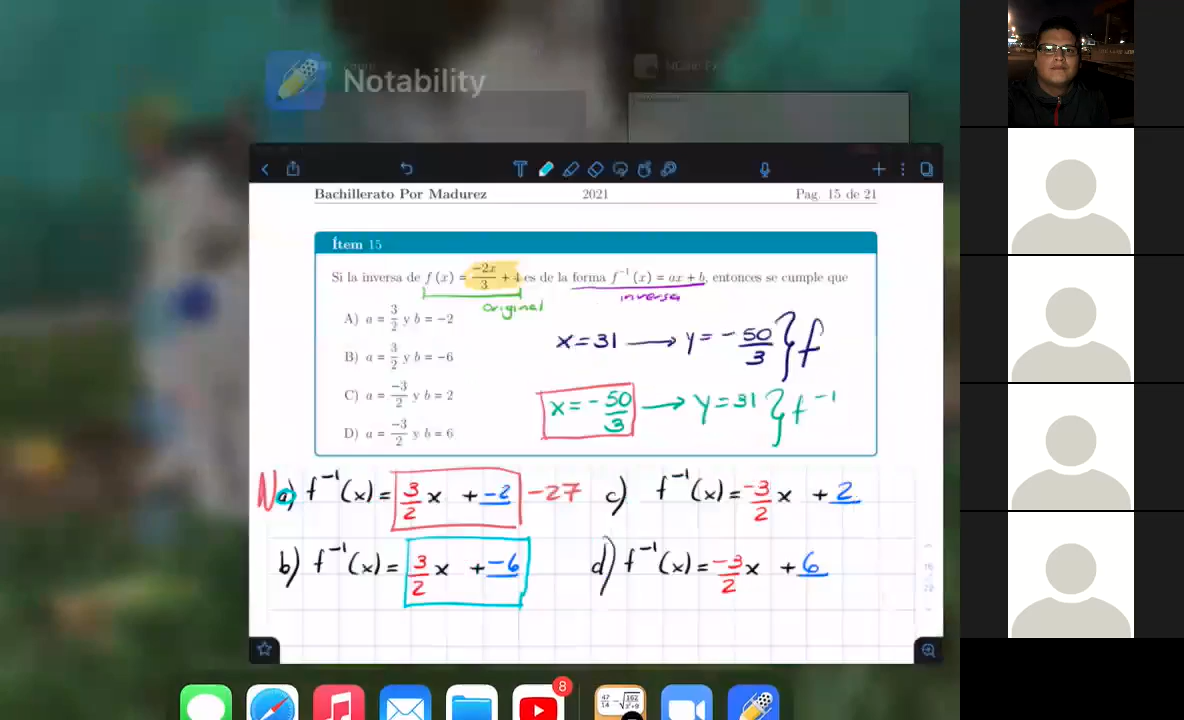 Notability
Bachillerato Por Madurez 2021 Pag. 15 de 21
Ítem 15
Si la inversa de f (x) = -2x/3 + 4 es de la forma f⁻¹ (x) = ax + b, entonces se cumple que
original
inversa
A) a = 3/2 y b = -2
B) a = 3/2 y b = -6
C) a = -3/2 y b = 2
D) a = -3/2 y b = 6
x=31 → y= -50/3 } f
x= -50/3 → y=31 } f⁻¹
No a) f⁻¹(x)= 3/2 x + -2 -27
b) f⁻¹(x)= 3/2 x + -6
c) f⁻¹(x)= -3/2 x + 2
d) f⁻¹(x)= -3/2 x + 6
8